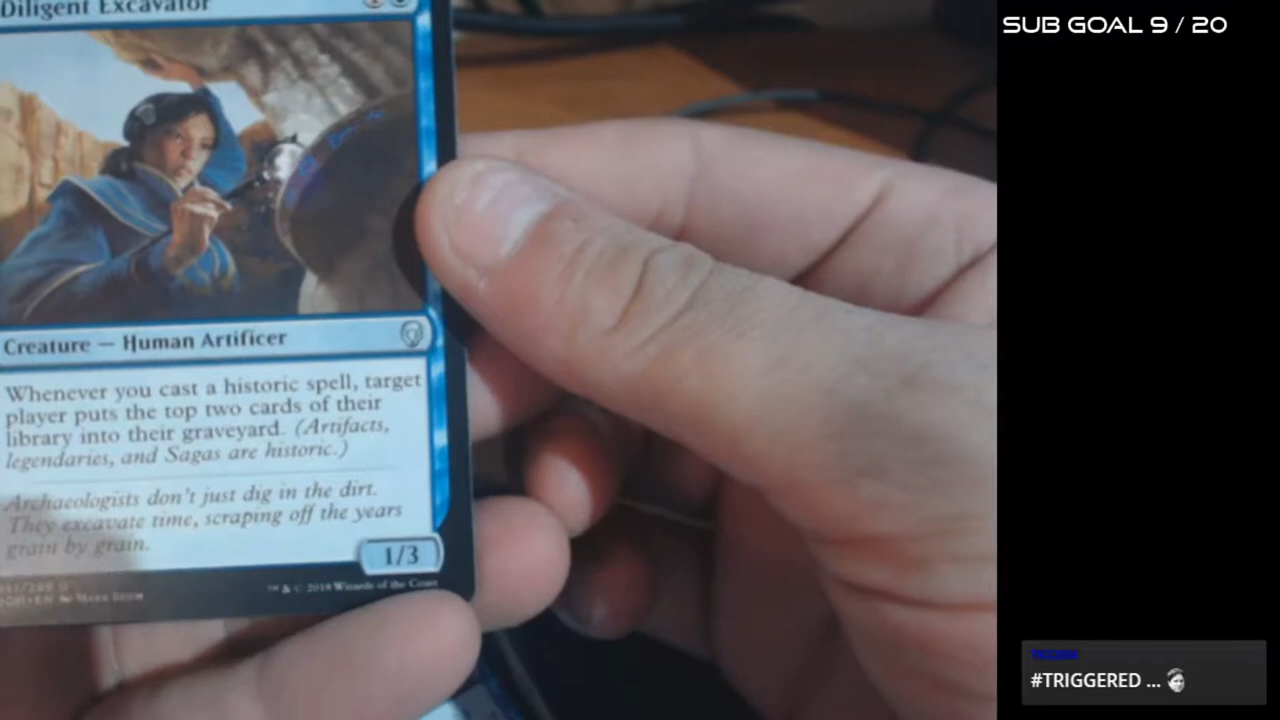 Diligent Excavator
Creature — Human Artificer
Whenever you cast a historic spell, target
player puts the top two cards of their
library into their graveyard. (Artifacts,
legendaries, and Sagas are historic.)
Archaeologists don't just dig in the dirt.
They excavate time, scraping off the years
grain by grain.
1/3
™ & © 2018 Wizards of the Coast
SUB GOAL 9 / 20
#TRIGGERED ...